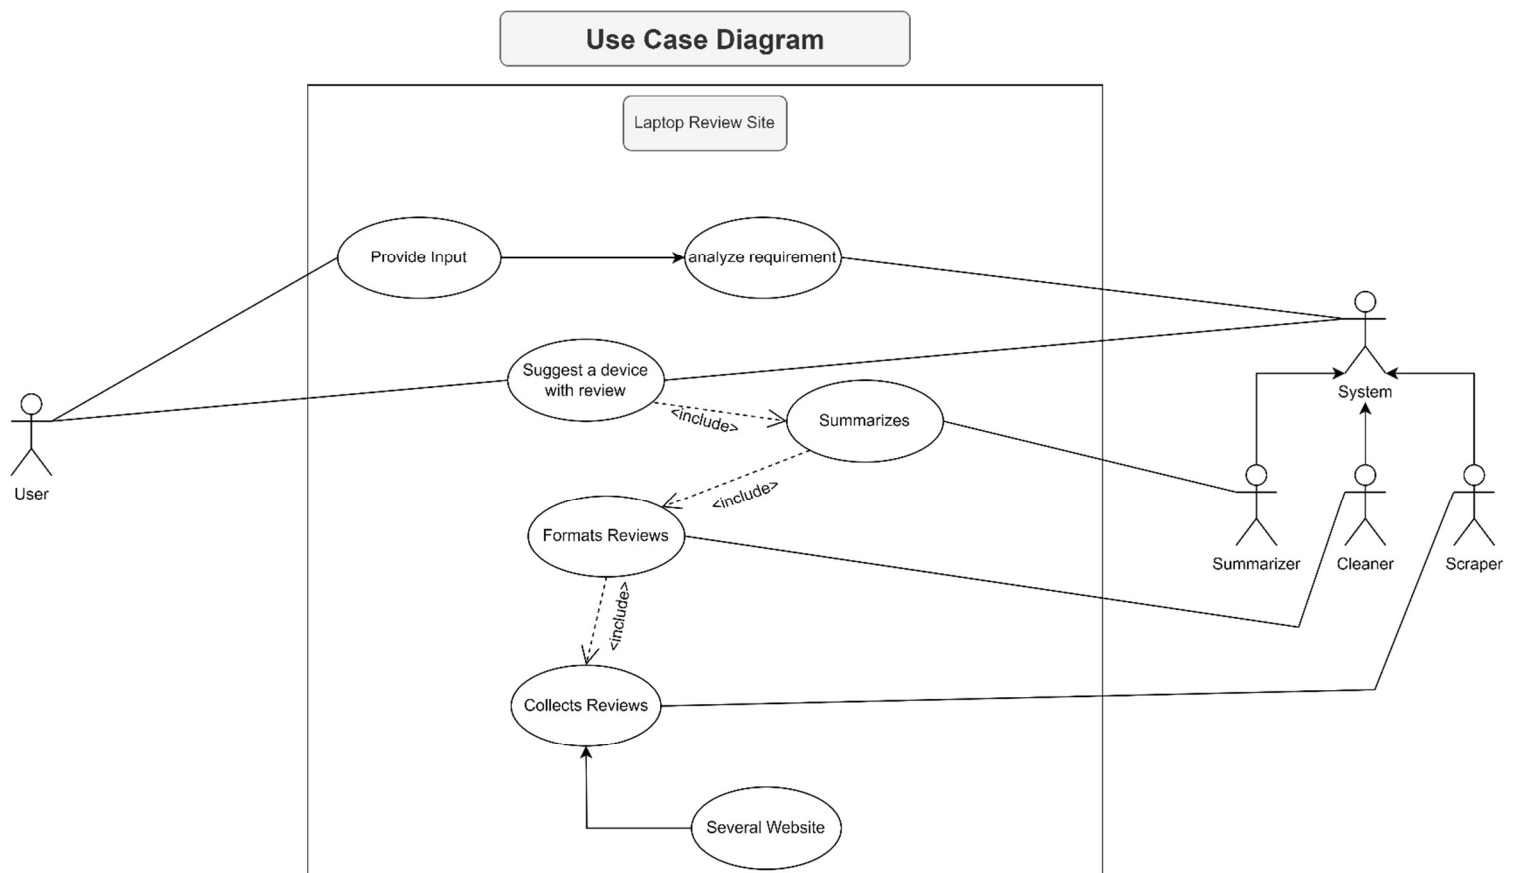 Use Case Diagram
Laptop Review Site
Provide Input
analyze requirement
Suggest a device
with review
<include>
Summarizes
System
User
<include>
Formats Reviews
Summarizer
Cleaner
Scraper
<include>
Collects Reviews
Several Website